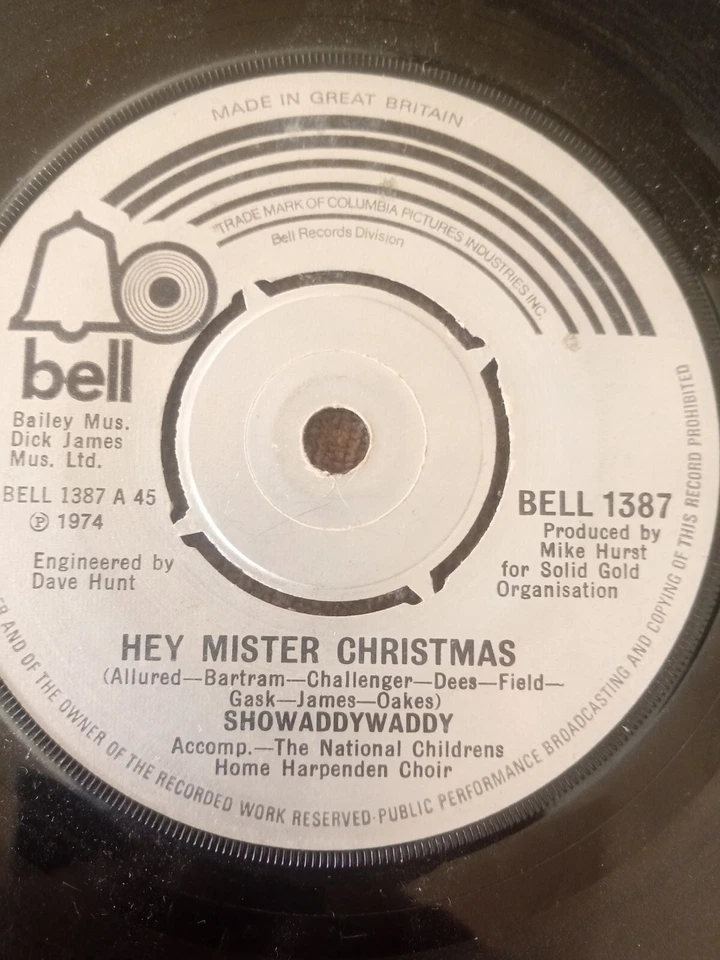 MADE IN GREAT BRITAIN
TRADE MARK OF COLUMBIA PICTURES INDUSTRIES INC.
Bell Records Division
bell
Bailey Mus.
Dick James
Mus. Ltd.
BELL 1387 A 45
Ⓟ 1974
Engineered by
Dave Hunt
BELL 1387
Produced by
Mike Hurst
for Solid Gold
Organisation
HEY MISTER CHRISTMAS
(Allured—Bartram—Challenger—Dees—Field—
Gask—James—Oakes)
SHOWADDYWADDY
Accomp.—The National Childrens
Home Harpenden Choir
AND OF THE OWNER OF THE RECORDED WORK RESERVED·PUBLIC PERFORMANCE BROADCASTING AND COPYING OF THIS RECORD PROHIBITED